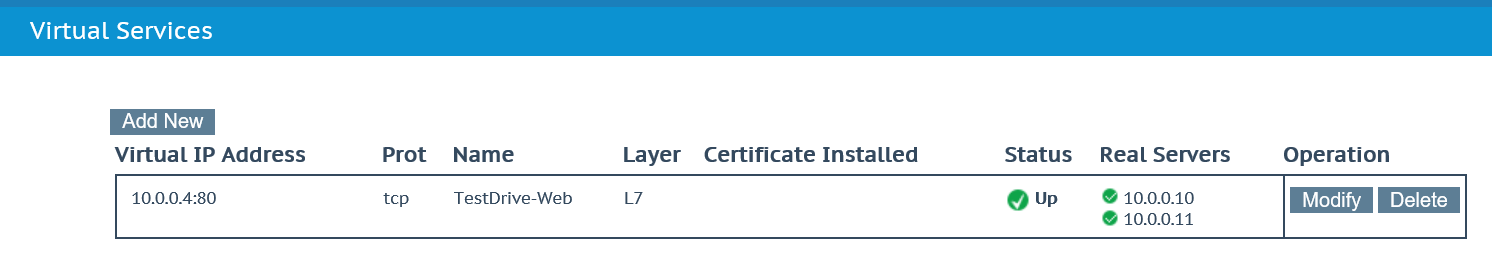 Virtual Services
Add New
Virtual IP Address Prot Name Layer Certificate Installed Status Real Servers Operation
10.0.0.4:80 tcp TestDrive-Web L7 Up 10.0.0.10 Modify Delete
10.0.0.11